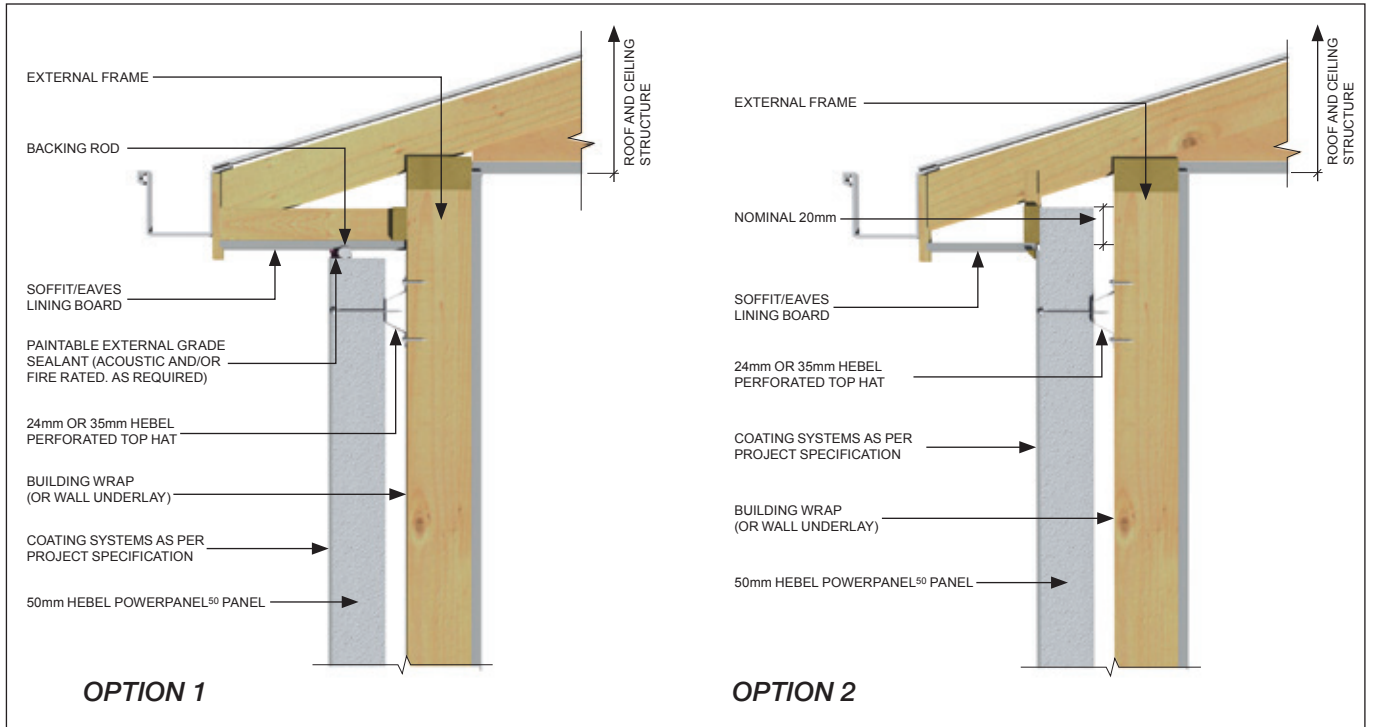 EXTERNAL FRAME
BACKING ROD
SOFFIT/EAVES
LINING BOARD
PAINTABLE EXTERNAL GRADE
SEALANT (ACOUSTIC AND/OR
FIRE RATED. AS REQUIRED)
24mm OR 35mm HEBEL
PERFORATED TOP HAT
BUILDING WRAP
(OR WALL UNDERLAY)
COATING SYSTEMS AS PER
PROJECT SPECIFICATION
50mm HEBEL POWERPANEL⁵⁰ PANEL
ROOF AND CEILING
STRUCTURE
OPTION 1
EXTERNAL FRAME
NOMINAL 20mm
SOFFIT/EAVES
LINING BOARD
24mm OR 35mm HEBEL
PERFORATED TOP HAT
COATING SYSTEMS AS PER
PROJECT SPECIFICATION
BUILDING WRAP
(OR WALL UNDERLAY)
50mm HEBEL POWERPANEL⁵⁰ PANEL
ROOF AND CEILING
STRUCTURE
OPTION 2